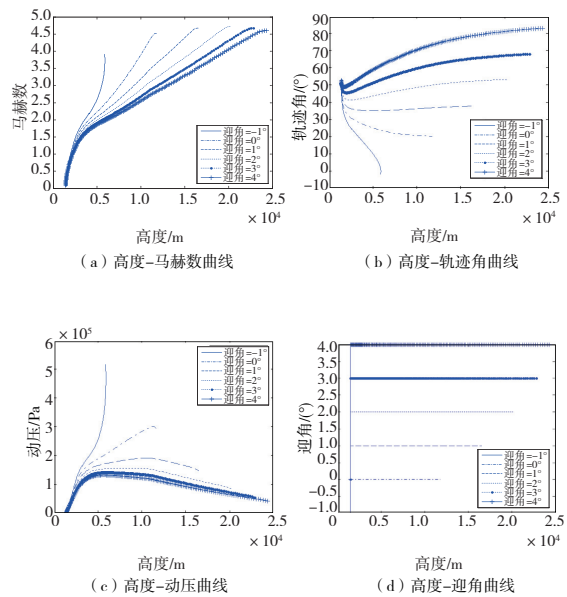 马赫数
5.0
4.5
4.0
3.5
3.0
2.5
2.0
1.5
1.0
0.5
0
0.5
1.0
1.5
2.0
2.5
× 10⁴
高度/m
迎角=-1°
迎角=0°
迎角=1°
迎角=2°
迎角=3°
迎角=4°
(a)高度-马赫数曲线
轨迹角/(°)
90
80
70
60
50
40
30
20
10
0
-10
0
0.5
1.0
1.5
2.0
2.5
× 10⁴
高度/m
迎角=-1°
迎角=0°
迎角=1°
迎角=2°
迎角=3°
迎角=4°
(b)高度-轨迹角曲线
× 10⁵
动压/Pa
6
5
4
3
2
1
0
0
0.5
1.0
1.5
2.0
2.5
× 10⁴
高度/m
迎角=-1°
迎角=0°
迎角=1°
迎角=2°
迎角=3°
迎角=4°
(c)高度-动压曲线
迎角/(°)
4.0
3.5
3.0
2.5
2.0
1.5
1.0
0.5
0
-0.5
-1.0
0
0.5
1.0
1.5
2.0
2.5
× 10⁴
高度/m
迎角=-1°
迎角=0°
迎角=1°
迎角=2°
迎角=3°
迎角=4°
(d)高度-迎角曲线